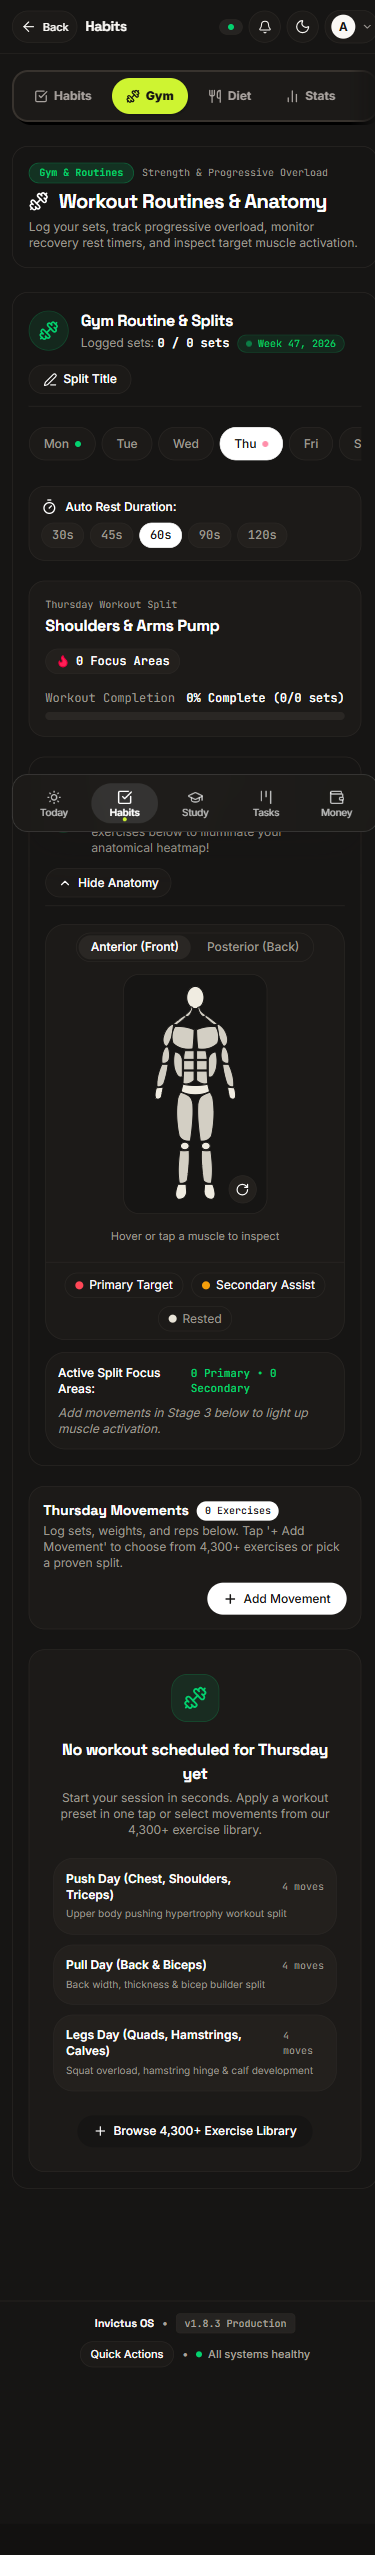 Back
Habits
A
Habits
Gym
Diet
Stats
Gym & Routines
Strength & Progressive Overload
Workout Routines & Anatomy
Log your sets, track progressive overload, monitor
recovery rest timers, and inspect target muscle activation.
Gym Routine & Splits
Logged sets: 0 / 0 sets
Week 47, 2026
Split Title
Mon
Tue
Wed
Thu
Fri
S
Auto Rest Duration:
30s
45s
60s
90s
120s
Thursday Workout Split
Shoulders & Arms Pump
0 Focus Areas
Workout Completion
0% Complete (0/0 sets)
Today
Habits
Study
Tasks
Money
exercises below to illuminate your
anatomical heatmap!
Hide Anatomy
Anterior (Front)
Posterior (Back)
Hover or tap a muscle to inspect
Primary Target
Secondary Assist
Rested
Active Split Focus
Areas:
0 Primary • 0
Secondary
Add movements in Stage 3 below to light up
muscle activation.
Thursday Movements
0 Exercises
Log sets, weights, and reps below. Tap '+ Add
Movement' to choose from 4,300+ exercises or pick
a proven split.
+ Add Movement
No workout scheduled for Thursday
yet
Start your session in seconds. Apply a workout
preset in one tap or select movements from our
4,300+ exercise library.
Push Day (Chest, Shoulders,
Triceps)
4 moves
Upper body pushing hypertrophy workout split
Pull Day (Back & Biceps)
4 moves
Back width, thickness & bicep builder split
Legs Day (Quads, Hamstrings,
Calves)
4
moves
Squat overload, hamstring hinge & calf development
+ Browse 4,300+ Exercise Library
Invictus OS • v1.8.3 Production
Quick Actions • All systems healthy